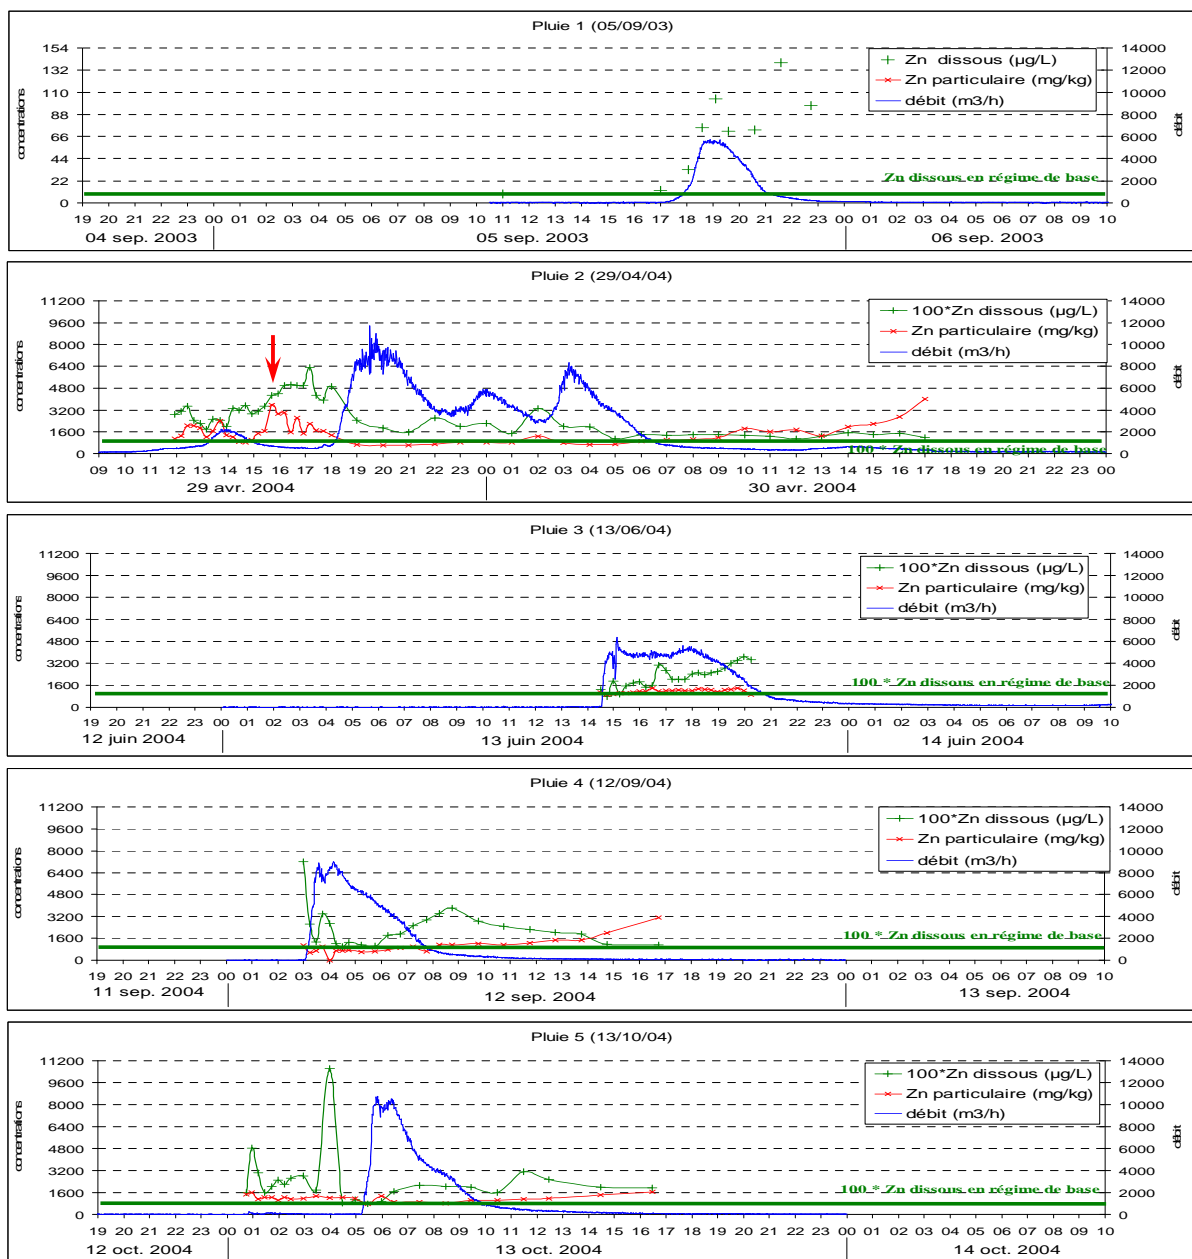 Pluie 1 (05/09/03)
concentrations
débit
154 132 110 88 66 44 22 0
14000 12000 10000 8000 6000 4000 2000 0
Zn dissous (µg/L)
Zn particulaire (mg/kg)
débit (m3/h)
Zn dissous en régime de base
19 20 21 22 23 00 01 02 03 04 05 06 07 08 09 10 11 12 13 14 15 16 17 18 19 20 21 22 23 00 01 02 03 04 05 06 07 08 09 10
04 sep. 2003 05 sep. 2003 06 sep. 2003
Pluie 2 (29/04/04)
concentrations
débit
11200 9600 8000 6400 4800 3200 1600 0
14000 12000 10000 8000 6000 4000 2000 0
100*Zn dissous (µg/L)
Zn particulaire (mg/kg)
débit (m3/h)
100 * Zn dissous en régime de base
09 10 11 12 13 14 15 16 17 18 19 20 21 22 23 00 01 02 03 04 05 06 07 08 09 10 11 12 13 14 15 16 17 18 19 20 21 22 23 00
29 avr. 2004 30 avr. 2004
Pluie 3 (13/06/04)
concentrations
débit
11200 9600 8000 6400 4800 3200 1600 0
14000 12000 10000 8000 6000 4000 2000 0
100*Zn dissous (µg/L)
Zn particulaire (mg/kg)
débit (m3/h)
100 * Zn dissous en régime de base
19 20 21 22 23 00 01 02 03 04 05 06 07 08 09 10 11 12 13 14 15 16 17 18 19 20 21 22 23 00 01 02 03 04 05 06 07 08 09 10
12 juin 2004 13 juin 2004 14 juin 2004
Pluie 4 (12/09/04)
concentrations
débit
11200 9600 8000 6400 4800 3200 1600 0
14000 12000 10000 8000 6000 4000 2000 0
100*Zn dissous (µg/L)
Zn particulaire (mg/kg)
débit (m3/h)
100 * Zn dissous en régime de base
19 20 21 22 23 00 01 02 03 04 05 06 07 08 09 10 11 12 13 14 15 16 17 18 19 20 21 22 23 00 01 02 03 04 05 06 07 08 09 10
11 sep. 2004 12 sep. 2004 13 sep. 2004
Pluie 5 (13/10/04)
concentrations
débit
11200 9600 8000 6400 4800 3200 1600 0
14000 12000 10000 8000 6000 4000 2000 0
100*Zn dissous (µg/L)
Zn particulaire (mg/kg)
débit (m3/h)
100 * Zn dissous en régime de base
19 20 21 22 23 00 01 02 03 04 05 06 07 08 09 10 11 12 13 14 15 16 17 18 19 20 21 22 23 00 01 02 03 04 05 06 07 08 09 10
12 oct. 2004 13 oct. 2004 14 oct. 2004